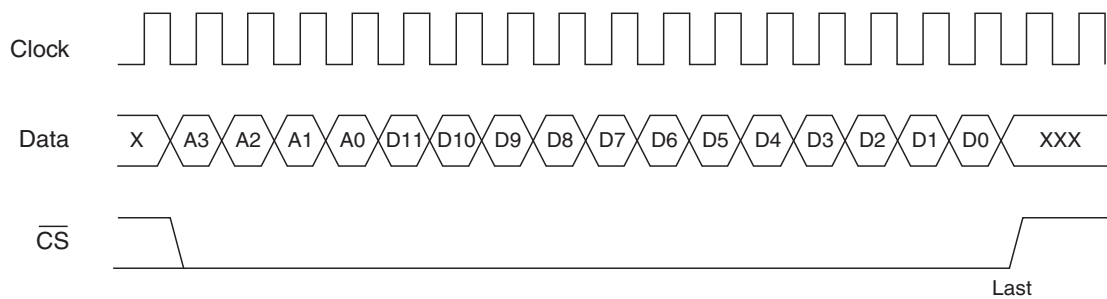 Clock
Data X A3 A2 A1 A0 D11 D10 D9 D8 D7 D6 D5 D4 D3 D2 D1 D0 XXX
CS
Last